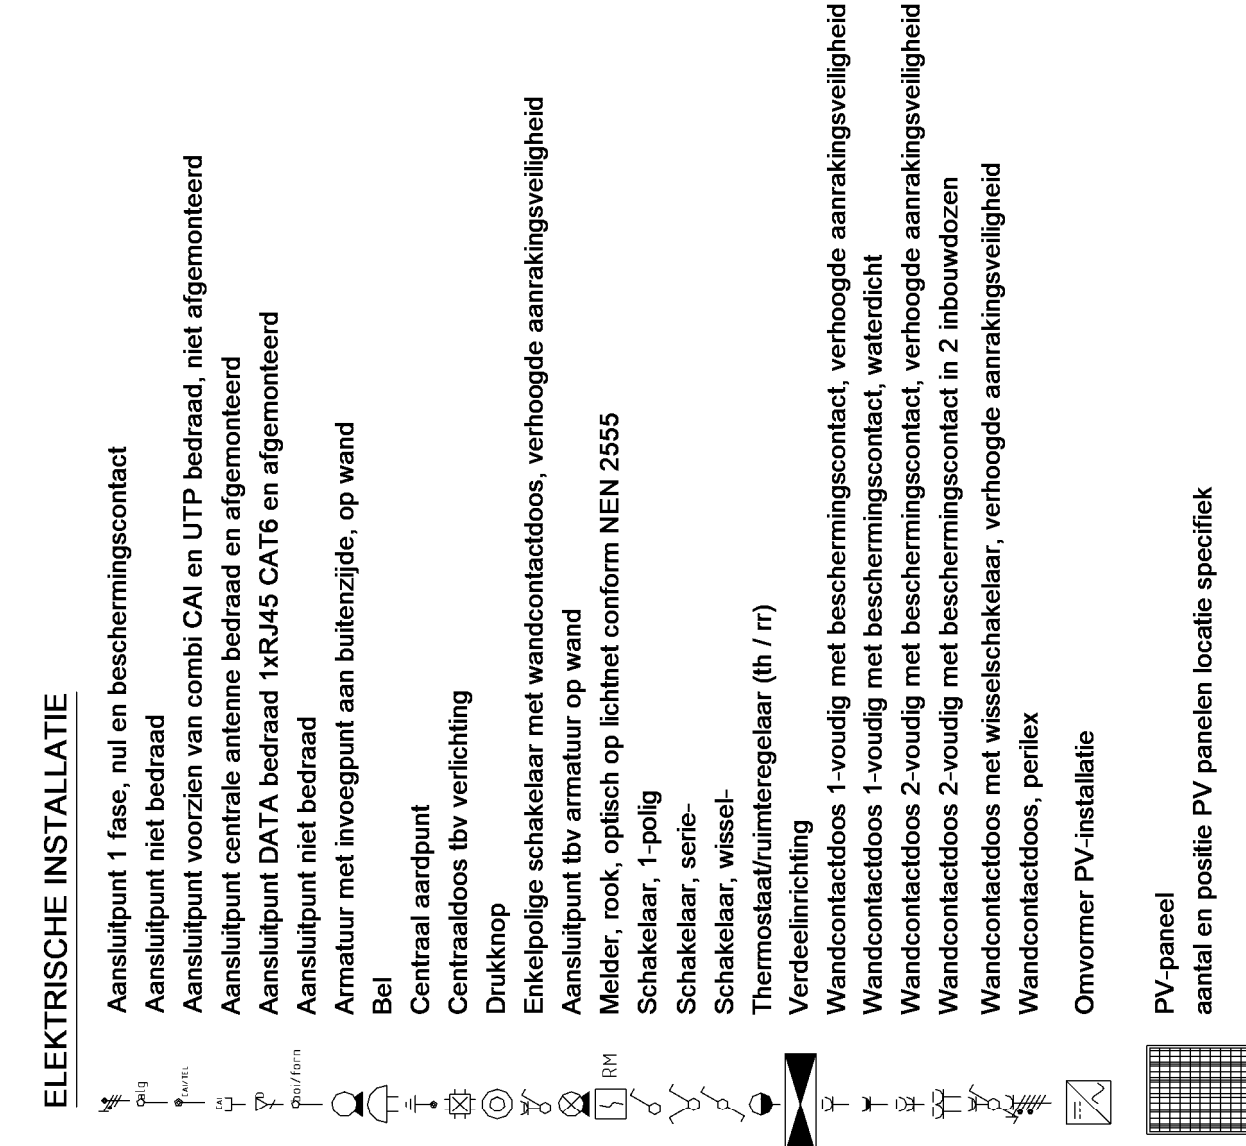 ELEKTRISCHE INSTALLATIE
Aansluitpunt 1 fase, nul en beschermingscontact
alg Aansluitpunt niet bedraad
CAI/TEL Aansluitpunt voorzien van combi CAI en UTP bedraad, niet afgemonteerd
CAI Aansluitpunt centrale antenne bedraad en afgemonteerd
D Aansluitpunt DATA bedraad 1xRJ45 CAT6 en afgemonteerd
Aansluitpunt niet bedraad
Armatuur met invoegpunt aan buitenzijde, op wand
Bel
Centraal aardpunt
Centraaldoos tbv verlichting
Drukknop
Enkelpolige schakelaar met wandcontactdoos, verhoogde aanrakingsveiligheid
Aansluitpunt tbv armatuur op wand
RM Melder, rook, optisch op lichtnet conform NEN 2555
Schakelaar, 1-polig
Schakelaar, serie-
Schakelaar, wissel-
Thermostaat/ruimteregelaar (th / rr)
Verdeelinrichting
Wandcontactdoos 1-voudig met beschermingscontact, verhoogde aanrakingsveiligheid
Wandcontactdoos 1-voudig met beschermingscontact, waterdicht
Wandcontactdoos 2-voudig met beschermingscontact, verhoogde aanrakingsveiligheid
Wandcontactdoos 2-voudig met beschermingscontact in 2 inbouwdozen
Wandcontactdoos met wisselschakelaar, verhoogde aanrakingsveiligheid
Wandcontactdoos, perilex
Omvormer PV-installatie
PV-paneel
aantal en positie PV panelen locatie specifiek